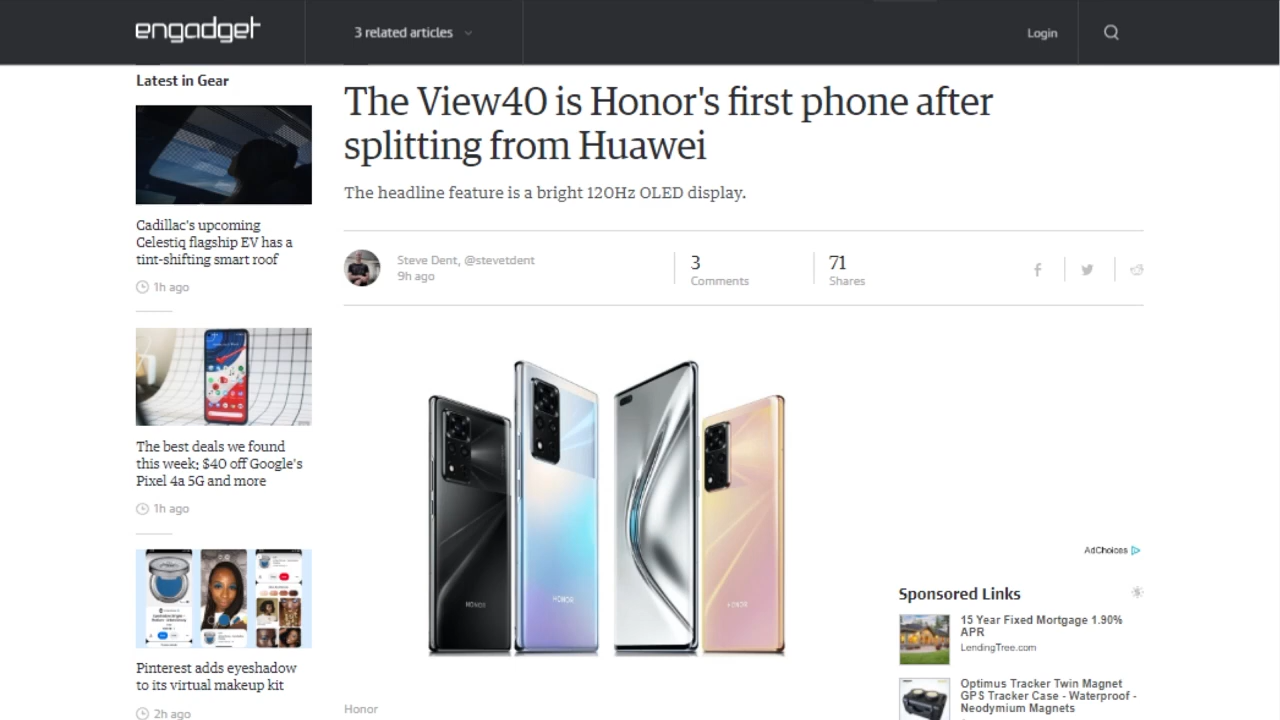 engadget
3 related articles
Login
Latest in Gear
Cadillac's upcoming
Celestiq flagship EV has a
tint-shifting smart roof
1h ago
The best deals we found
this week: $40 off Google's
Pixel 4a 5G and more
1h ago
Pinterest adds eyeshadow
to its virtual makeup kit
2h ago
The View40 is Honor's first phone after
splitting from Huawei
The headline feature is a bright 120Hz OLED display.
Steve Dent, @stevetdent
9h ago
3
Comments
71
Shares
HONOR
HONOR
HONOR
Honor
AdChoices
Sponsored Links
15 Year Fixed Mortgage 1.90%
APR
LendingTree.com
Optimus Tracker Twin Magnet
GPS Tracker Case - Waterproof -
Neodymium Magnets